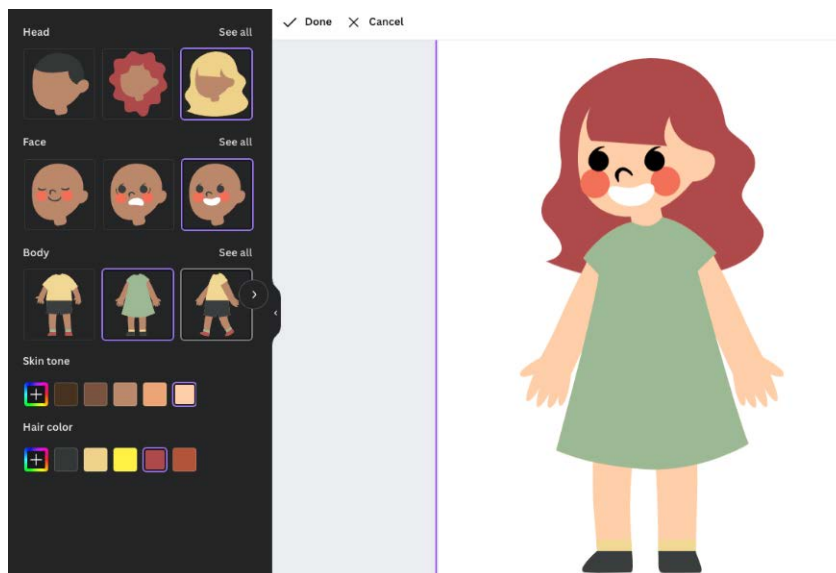 Head See all
Face See all
Body See all
Skin tone
Hair color
Done Cancel